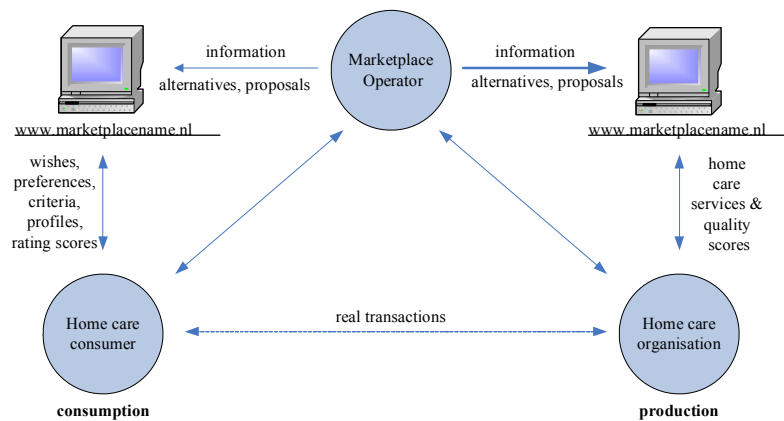 information
alternatives, proposals
Marketplace
Operator
information
alternatives, proposals
www.marketplacename.nl
www.marketplacename.nl
wishes,
preferences,
criteria,
profiles,
rating scores
home
care
services &
quality
scores
Home care
consumer
real transactions
Home care
organisation
consumption
production